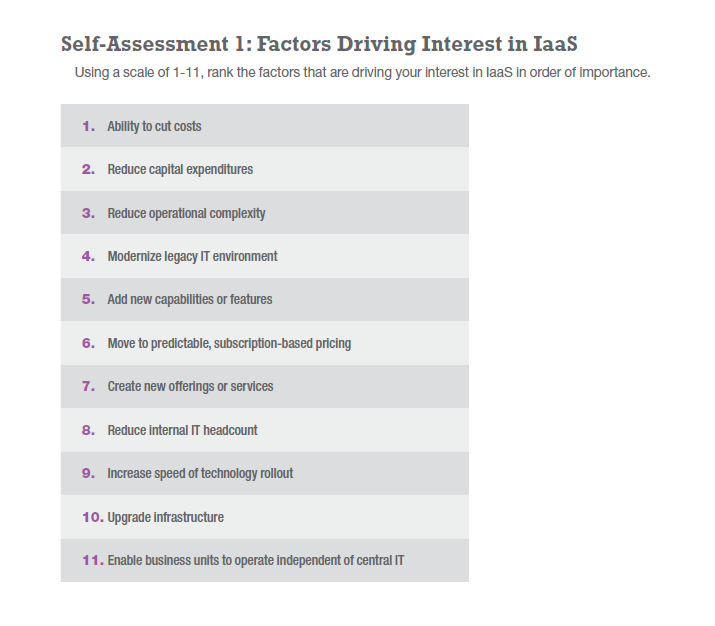 Self-Assessment 1: Factors Driving Interest in IaaS
Using a scale of 1-11, rank the factors that are driving your interest in IaaS in order of importance.
1. Ability to cut costs
2. Reduce capital expenditures
3. Reduce operational complexity
4. Modernize legacy IT environment
5. Add new capabilities or features
6. Move to predictable, subscription-based pricing
7. Create new offerings or services
8. Reduce internal IT headcount
9. Increase speed of technology rollout
10. Upgrade infrastructure
11. Enable business units to operate independent of central IT